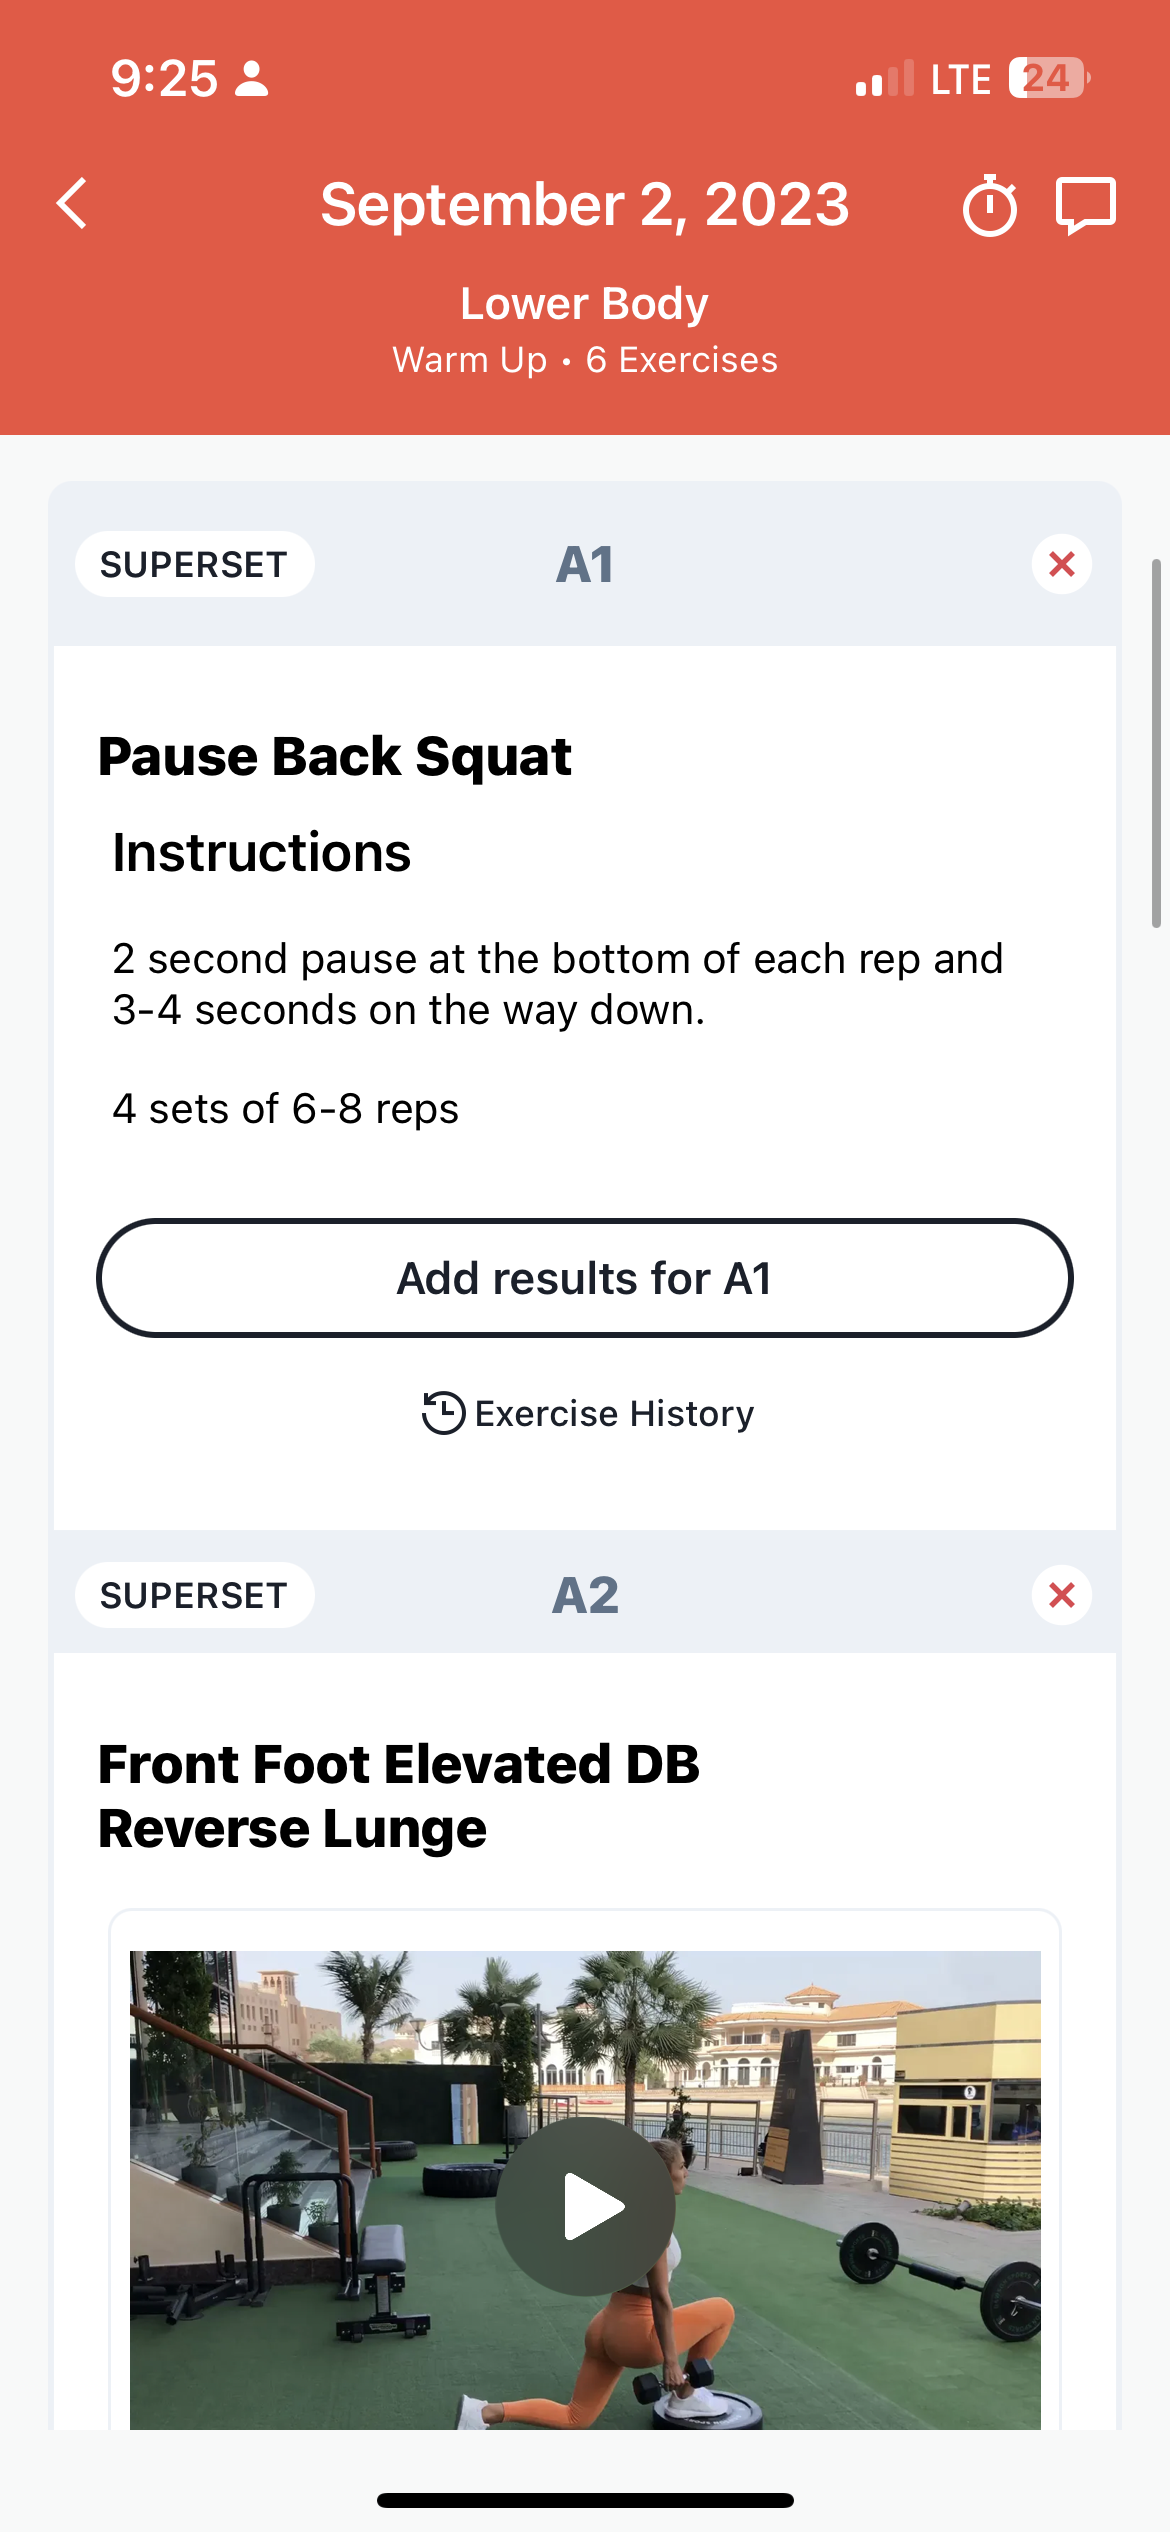 9:25
LTE 24
September 2, 2023
Lower Body
Warm Up • 6 Exercises
SUPERSET A1
Pause Back Squat
Instructions
2 second pause at the bottom of each rep and
3-4 seconds on the way down.
4 sets of 6-8 reps
Add results for A1
Exercise History
SUPERSET A2
Front Foot Elevated DB
Reverse Lunge